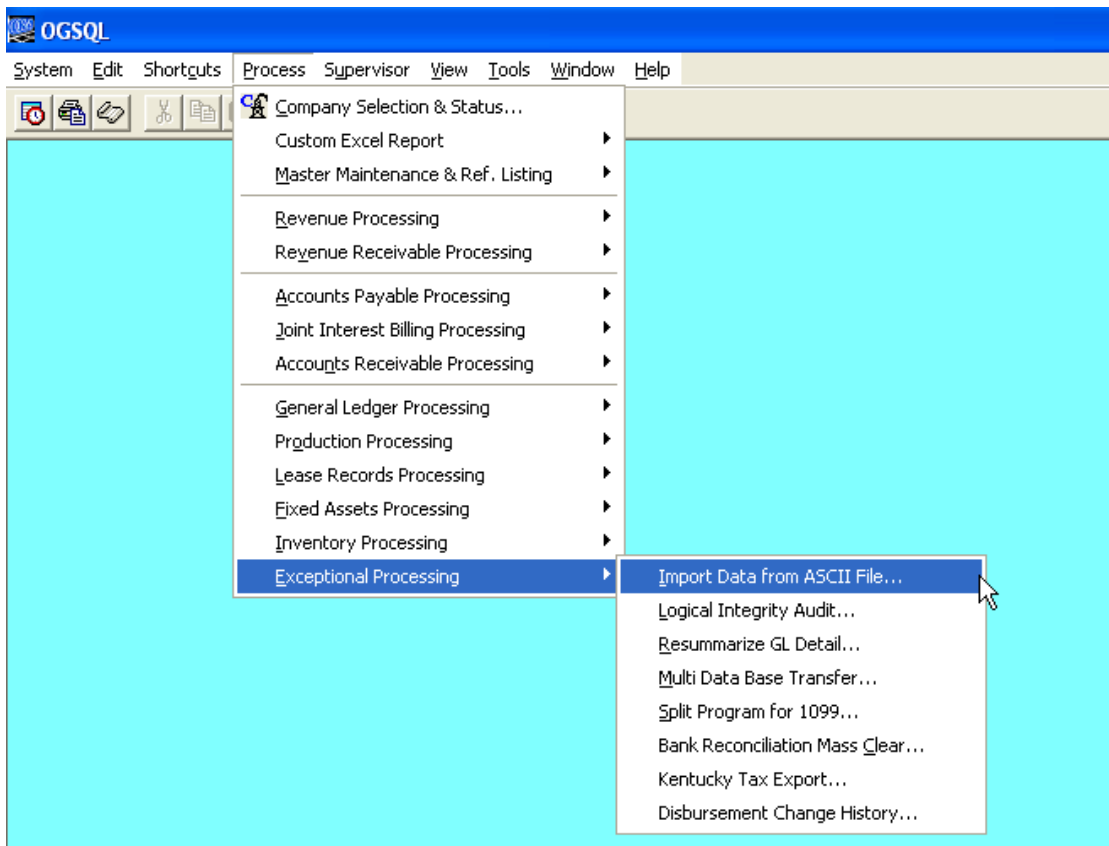 OGSQL
System Edit Shortcuts Process Supervisor View Tools Window Help
Company Selection & Status...
Custom Excel Report
Master Maintenance & Ref. Listing
Revenue Processing
Revenue Receivable Processing
Accounts Payable Processing
Joint Interest Billing Processing
Accounts Receivable Processing
General Ledger Processing
Production Processing
Lease Records Processing
Fixed Assets Processing
Inventory Processing
Exceptional Processing
Import Data from ASCII File...
Logical Integrity Audit...
Resummarize GL Detail...
Multi Data Base Transfer...
Split Program for 1099...
Bank Reconciliation Mass Clear...
Kentucky Tax Export...
Disbursement Change History...